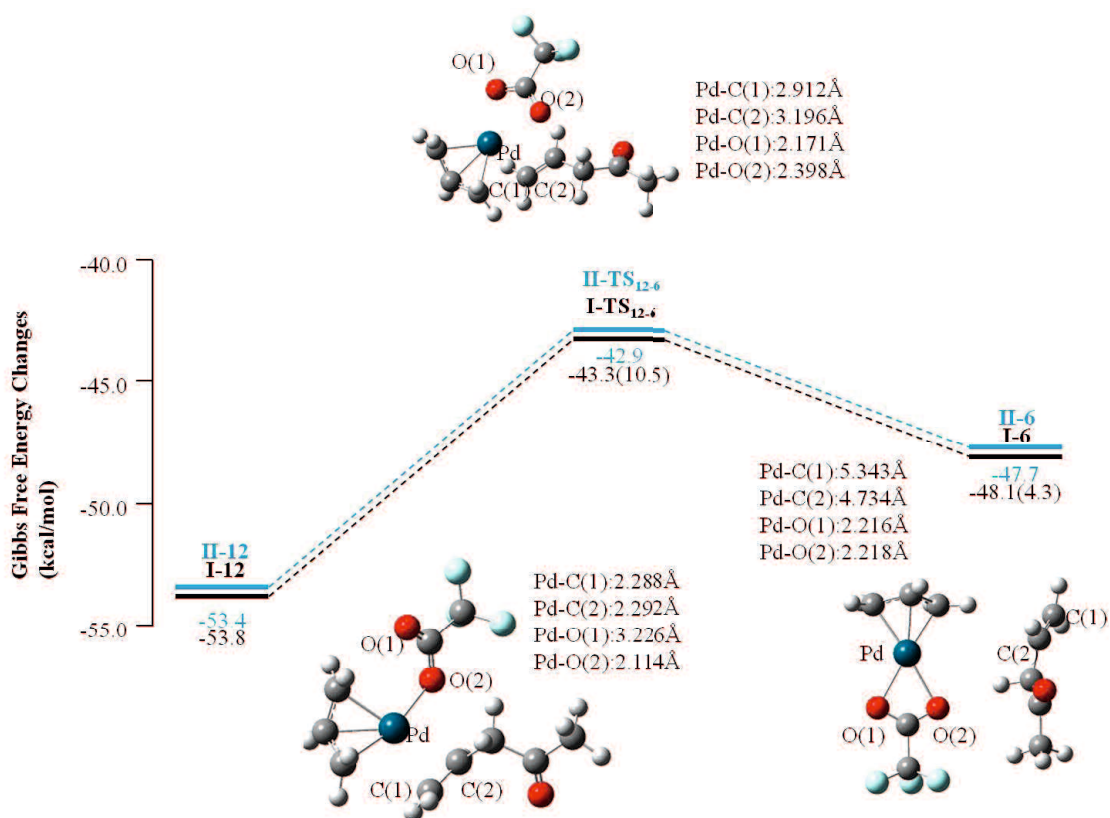 O(1)
O(2)
Pd
C(1)
C(2)
Pd-C(1):2.912Å
Pd-C(2):3.196Å
Pd-O(1):2.171Å
Pd-O(2):2.398Å
Gibbs Free Energy Changes
(kcal/mol)
-40.0
-45.0
-50.0
-55.0
II-TS12-6
I-TS12-6
-42.9
-43.3(10.5)
II-6
I-6
-47.7
-48.1(4.3)
II-12
I-12
-53.4
-53.8
Pd-C(1):5.343Å
Pd-C(2):4.734Å
Pd-O(1):2.216Å
Pd-O(2):2.218Å
Pd-C(1):2.288Å
Pd-C(2):2.292Å
Pd-O(1):3.226Å
Pd-O(2):2.114Å
O(1)
O(2)
Pd
C(1)
C(2)
C(1)
C(2)
Pd
O(1)
O(2)